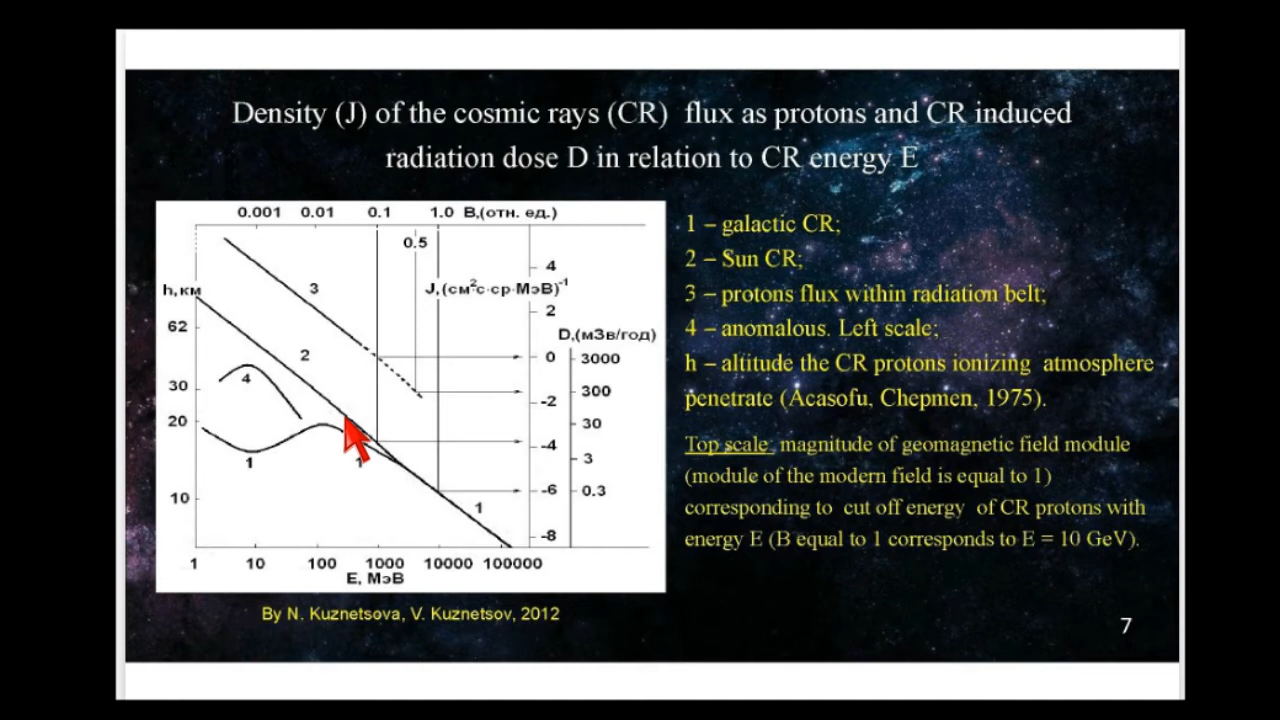 Density (J) of the cosmic rays (CR) flux as protons and CR induced
radiation dose D in relation to CR energy E
0.001 0.01 0.1 1.0 B,(отн. ед.)
0.5
4
h,км
3
J,(см²с·ср·МэВ)⁻¹
2
62
D,(мЗв/год)
2
0
3000
4
30
300
-2
20
30
-4
1
1
3
10
-6
0.3
1
-8
1 10 100 1000 10000 100000
E, МэВ
1 – galactic CR;
2 – Sun CR;
3 – protons flux within radiation belt;
4 – anomalous. Left scale;
h – altitude the CR protons ionizing atmosphere
penetrate (Acasofu, Chepmen, 1975).
Top scale magnitude of geomagnetic field module
(module of the modern field is equal to 1)
corresponding to cut off energy of CR protons with
energy E (B equal to 1 corresponds to E = 10 GeV).
By N. Kuznetsova, V. Kuznetsov, 2012
7